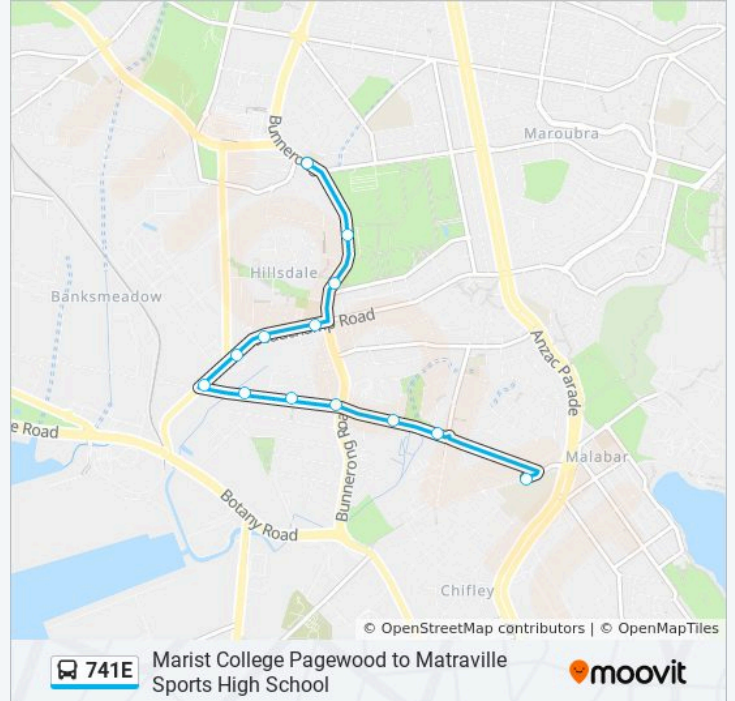 Bunnerong
Maroubra
Hillsdale
Banksmeadow
Road
Anzac Parade
e Road
Bunnerong Roa
Malabar
Botany Road
Chifley
© OpenStreetMap contributors | © OpenMapTiles
741E
Marist College Pagewood to Matraville
Sports High School
moovit